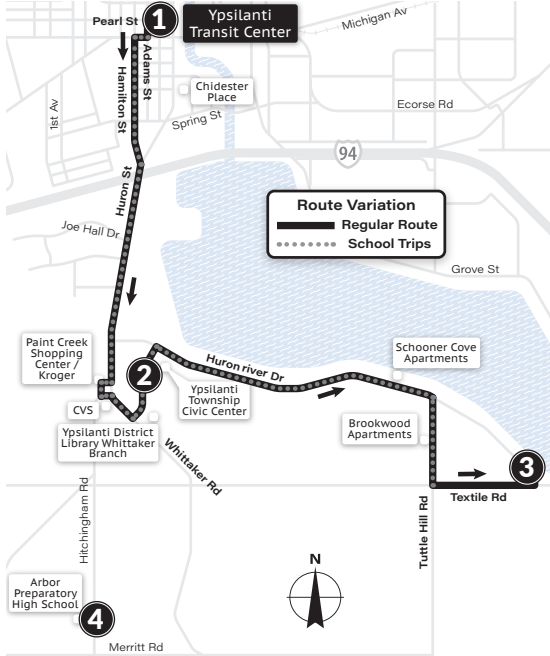 Pearl St
1
Ypsilanti
Transit Center
Michigan Av
Adams St
Hamilton St
Chidester
Place
1st Av
Spring St
Ecorse Rd
94
Huron St
Route Variation
Regular Route
School Trips
Joe Hall Dr.
Grove St
Paint Creek
Shopping
Center /
Kroger
2
Huron river Dr
Schooner Cove
Apartments
CVS
Ypsilanti
Township
Civic Center
Ypsilanti District
Library Whittaker
Branch
Brookwood
Apartments
Whittaker Rd
3
Textile Rd
Hitchingham Rd
Tuttle Hill Rd
N
Arbor
Preparatory
High School
4
Merritt Rd